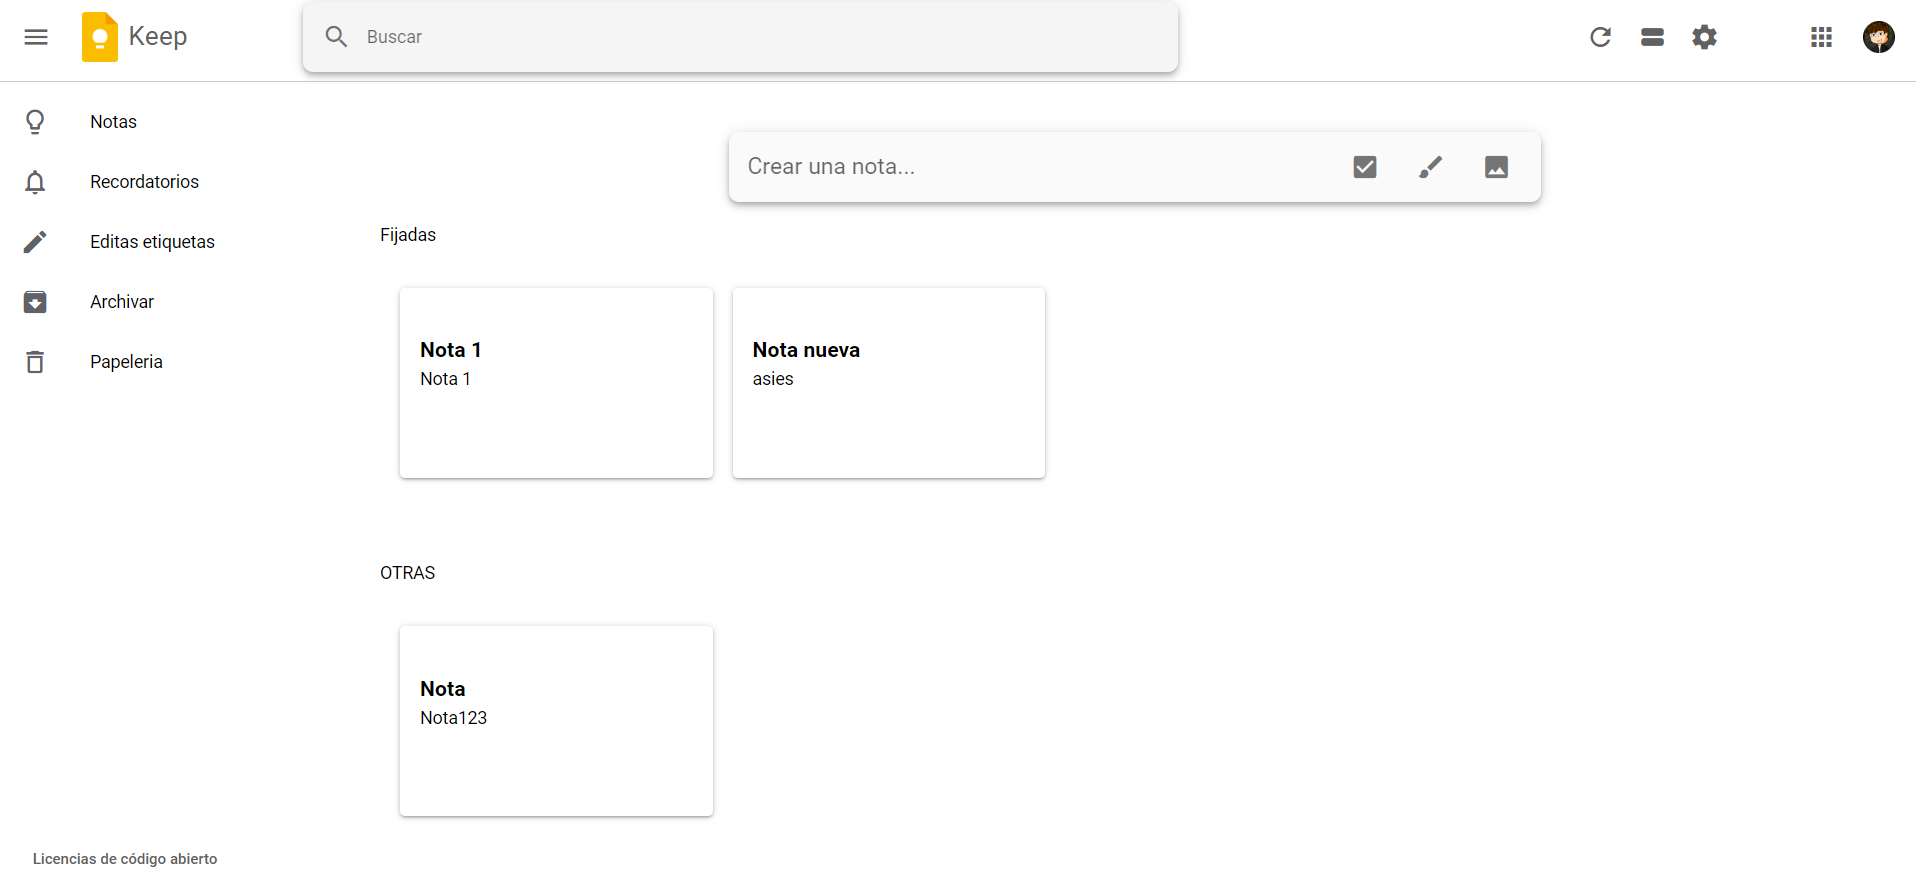 Keep
Buscar
Notas
Recordatorios
Editas etiquetas
Archivar
Papeleria
Crear una nota...
Fijadas
Nota 1
Nota 1
Nota nueva
asies
OTRAS
Nota
Nota123
Licencias de código abierto